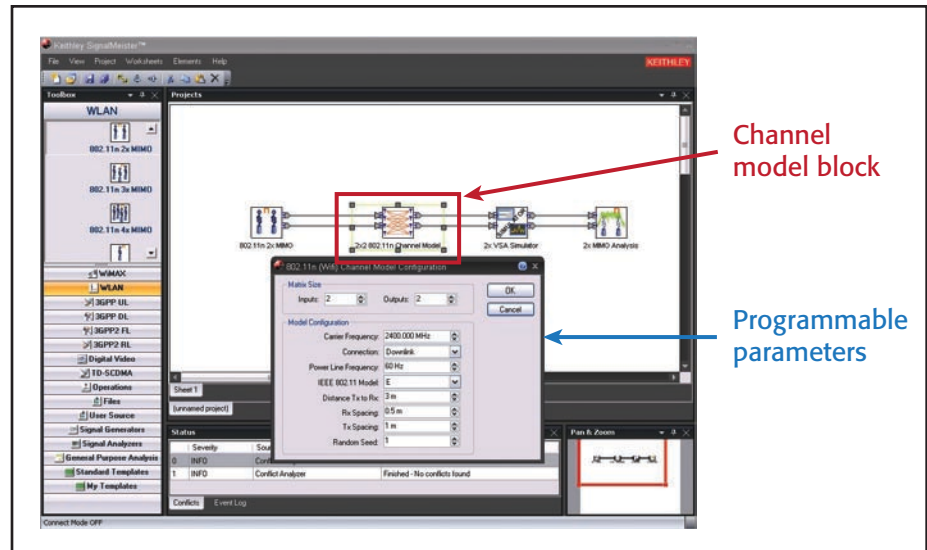 Keithley SignalMeister™
File View Project Worksheets Elements Help
KEITHLEY
Toolbox
Projects
WLAN
802.11n 2x MIMO
802.11n 3x MIMO
802.11n 4x MIMO
WiMAX
WLAN
3GPP UL
3GPP DL
3GPP2 FL
3GPP2 RL
Digital Video
TD-SCDMA
Operations
Files
User Source
Signal Generators
Signal Analyzers
General Purpose Analysis
Standard Templates
My Templates
802.11n 2x MIMO
2x2 802.11n Channel Model
2x VSA Simulator
2x MIMO Analysis
Channel
model block
802.11n (Wifi) Channel Model Configuration
Matrix Size
Inputs: 2
Outputs: 2
OK
Cancel
Model Configuration
Carrier Frequency: 2400.000 MHz
Connection: Downlink
Power Line Frequency: 60 Hz
IEEE 802.11 Model: E
Distance Tx to Rx: 3 m
Rx Spacing: 0.5 m
Tx Spacing: 1 m
Random Seed: 1
Programmable
parameters
Sheet 1
(unnamed project)
Status
Severity
0 INFO
1 INFO Conflict Analyzer Finished - No conflicts found
Conflicts Event Log
Pan & Zoom
Connect Mode OFF